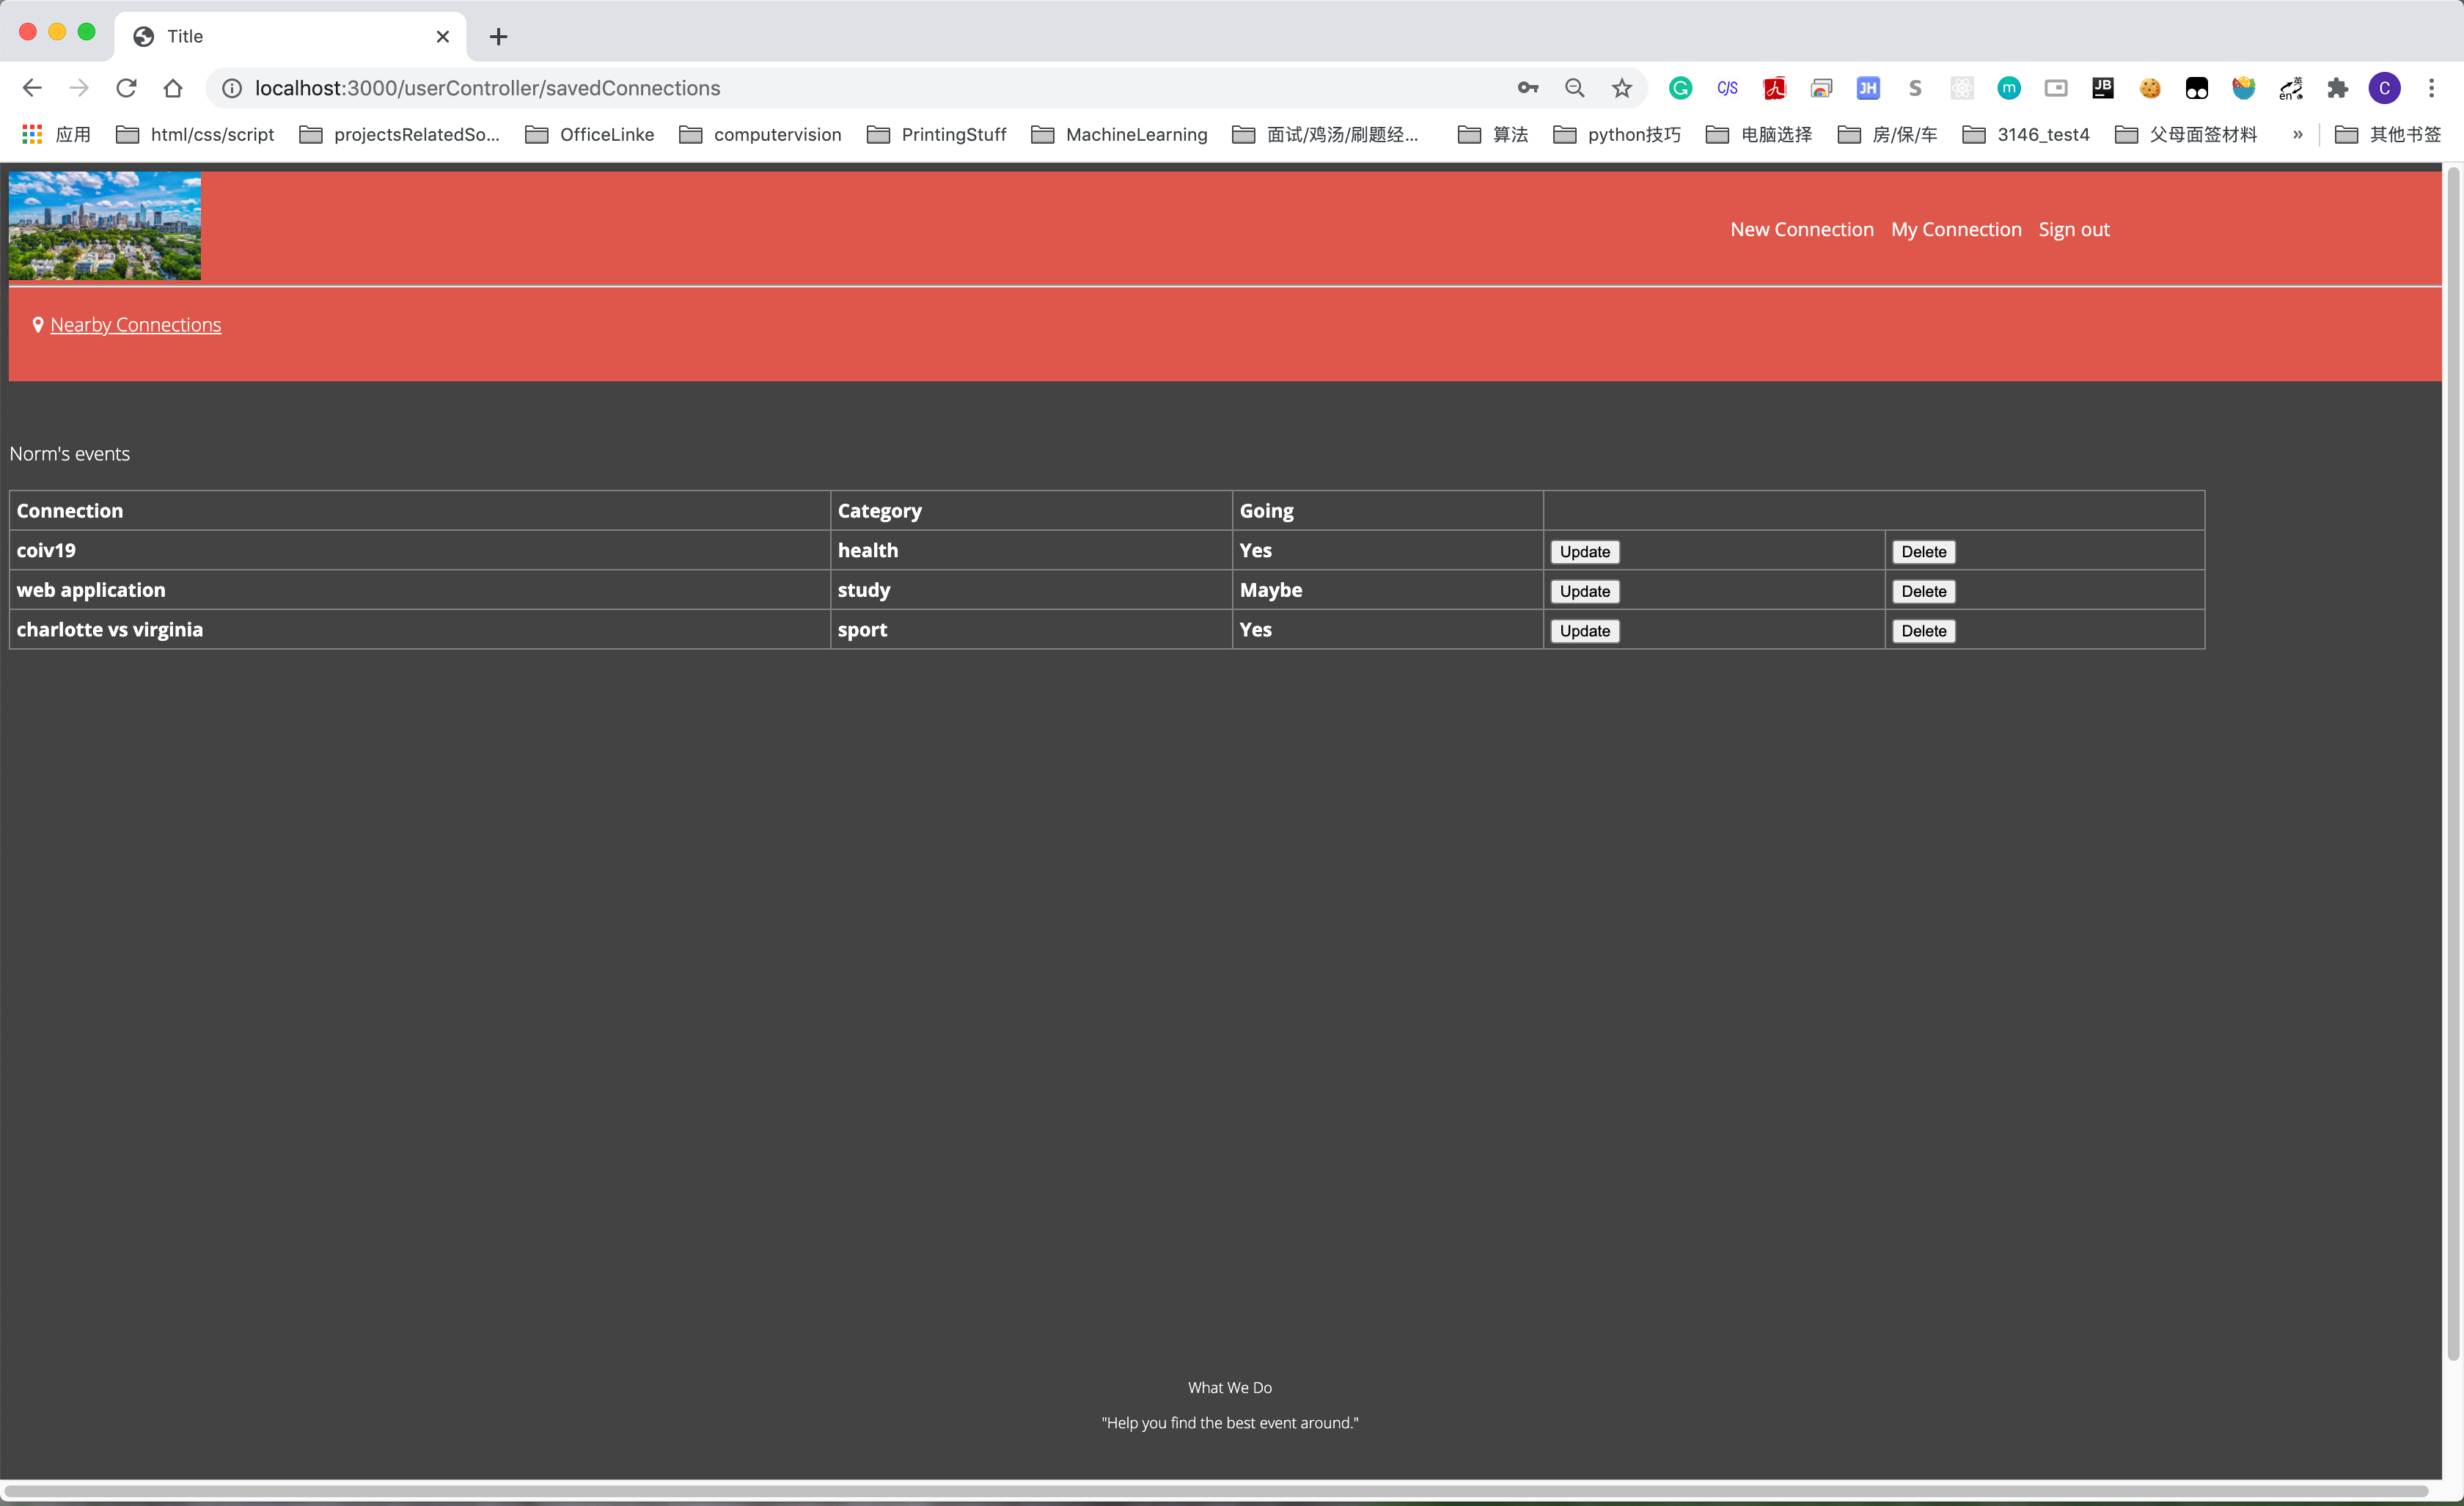 Title
localhost:3000/userController/savedConnections
应用 html/css/script projectsRelatedSo... OfficeLinke computervision PrintingStuff MachineLearning 面试/鸡汤/刷题经... 算法 python技巧 电脑选择 房/保/车 3146_test4 父母面签材料 » 其他书签
New Connection My Connection Sign out
Nearby Connections
Norm's events
Connection Category Going
coiv19 health Yes Update Delete
web application study Maybe Update Delete
charlotte vs virginia sport Yes Update Delete
What We Do
"Help you find the best event around."